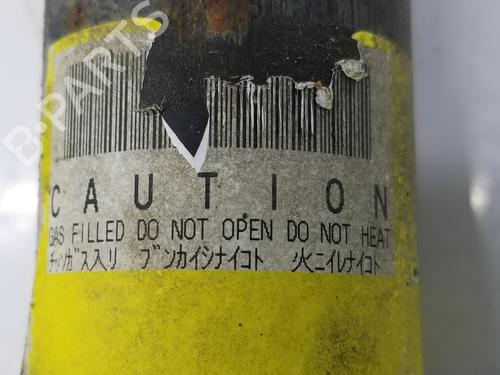 B-PARTS
CAUTION
GAS FILLED DO NOT OPEN DO NOT HEAT
チッソガス入リ ブンカイシナイコト 火ニイレナイコト